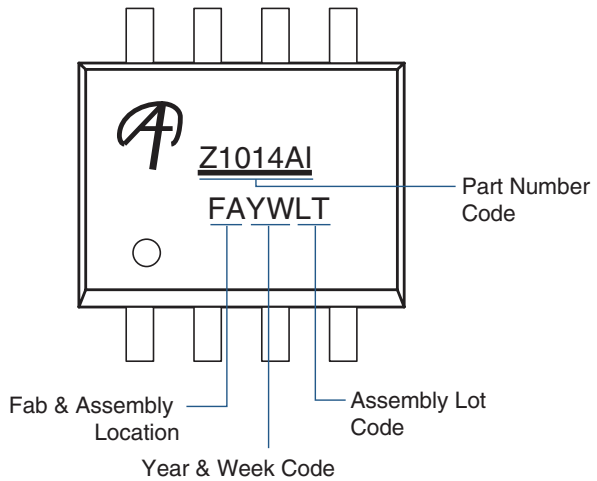 Z1014AI
FAYWLT
Part Number
Code
Fab & Assembly
Location
Assembly Lot
Code
Year & Week Code